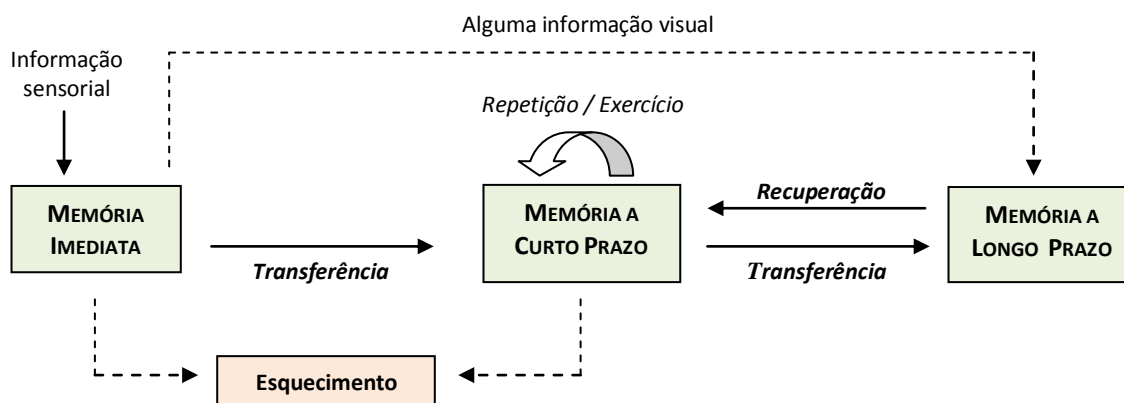 Alguma informação visual
Informação
sensorial
Repetição / Exercício
MEMÓRIA
IMEDIATA
Transferência
MEMÓRIA A
CURTO PRAZO
Recuperação
Transferência
MEMÓRIA A
LONGO PRAZO
Esquecimento